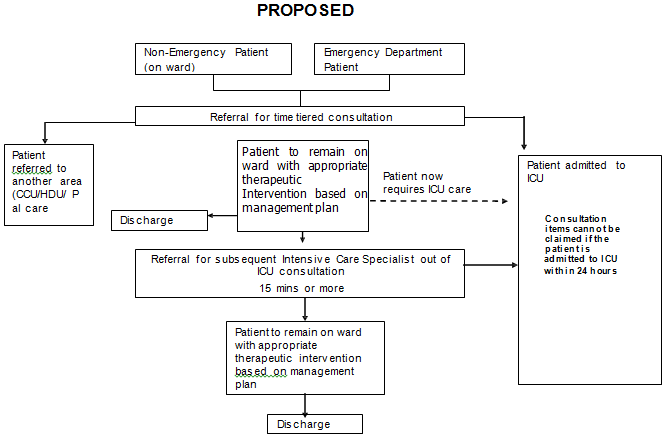 PROPOSED
Non-Emergency Patient
(on ward)
Emergency Department
Patient
Referral for time tiered consultation
Patient
referred to
another area
(CCU/HDU/ P
al care
Patient to remain on
ward with appropriate
therapeutic
Intervention based on
management plan
Patient now
requires ICU care
Patient admitted to
ICU
Consultation
items cannot be
claimed if the
patient is
admitted to ICU
within 24 hours
Discharge
Referral for subsequent Intensive Care Specialist out of
ICU consultation
15 mins or more
Patient to remain on ward
with appropriate
therapeutic intervention
based on management
plan
Discharge